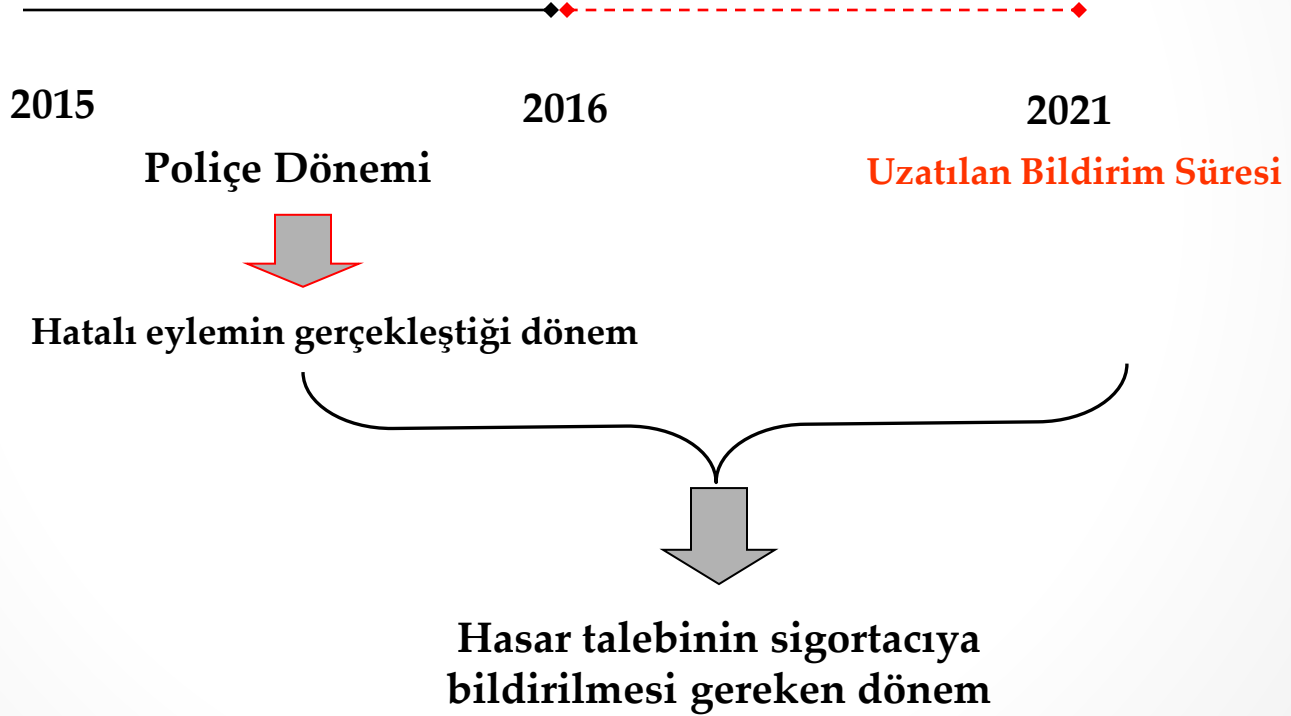 2015
2016
2021
Poliçe Dönemi
Uzatılan Bildirim Süresi
Hatalı eylemin gerçekleştiği dönem
Hasar talebinin sigortacıya
bildirilmesi gereken dönem